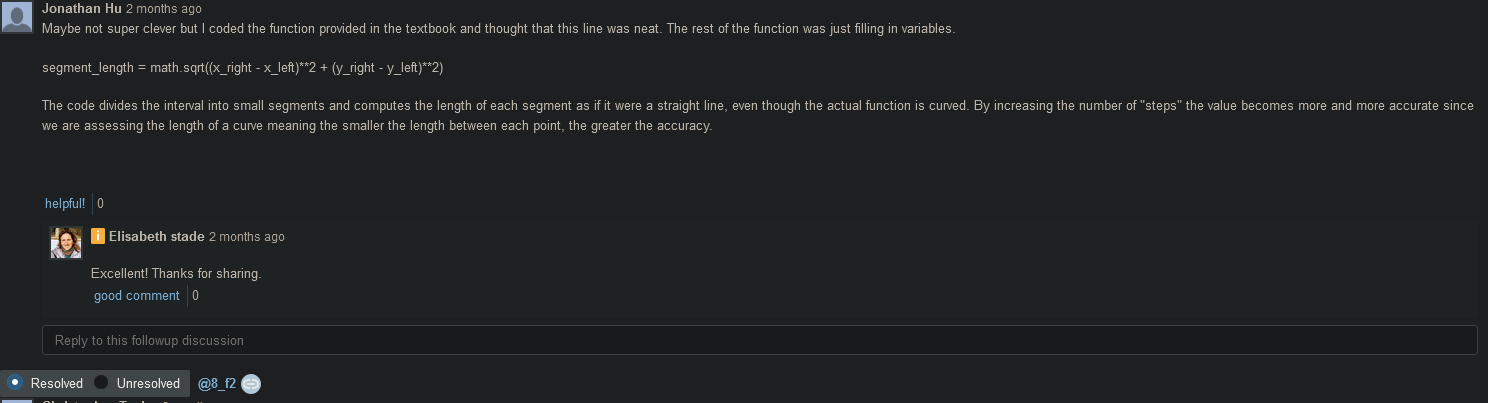 Jonathan Hu 2 months ago
Maybe not super clever but I coded the function provided in the textbook and thought that this line was neat. The rest of the function was just filling in variables.
segment_length = math.sqrt((x_right - x_left)**2 + (y_right - y_left)**2)
The code divides the interval into small segments and computes the length of each segment as if it were a straight line, even though the actual function is curved. By increasing the number of "steps" the value becomes more and more accurate since
we are assessing the length of a curve meaning the smaller the length between each point, the greater the accuracy.
helpful! 0
i Elisabeth stade 2 months ago
Excellent! Thanks for sharing.
good comment 0
Reply to this followup discussion
Resolved Unresolved @8_f2